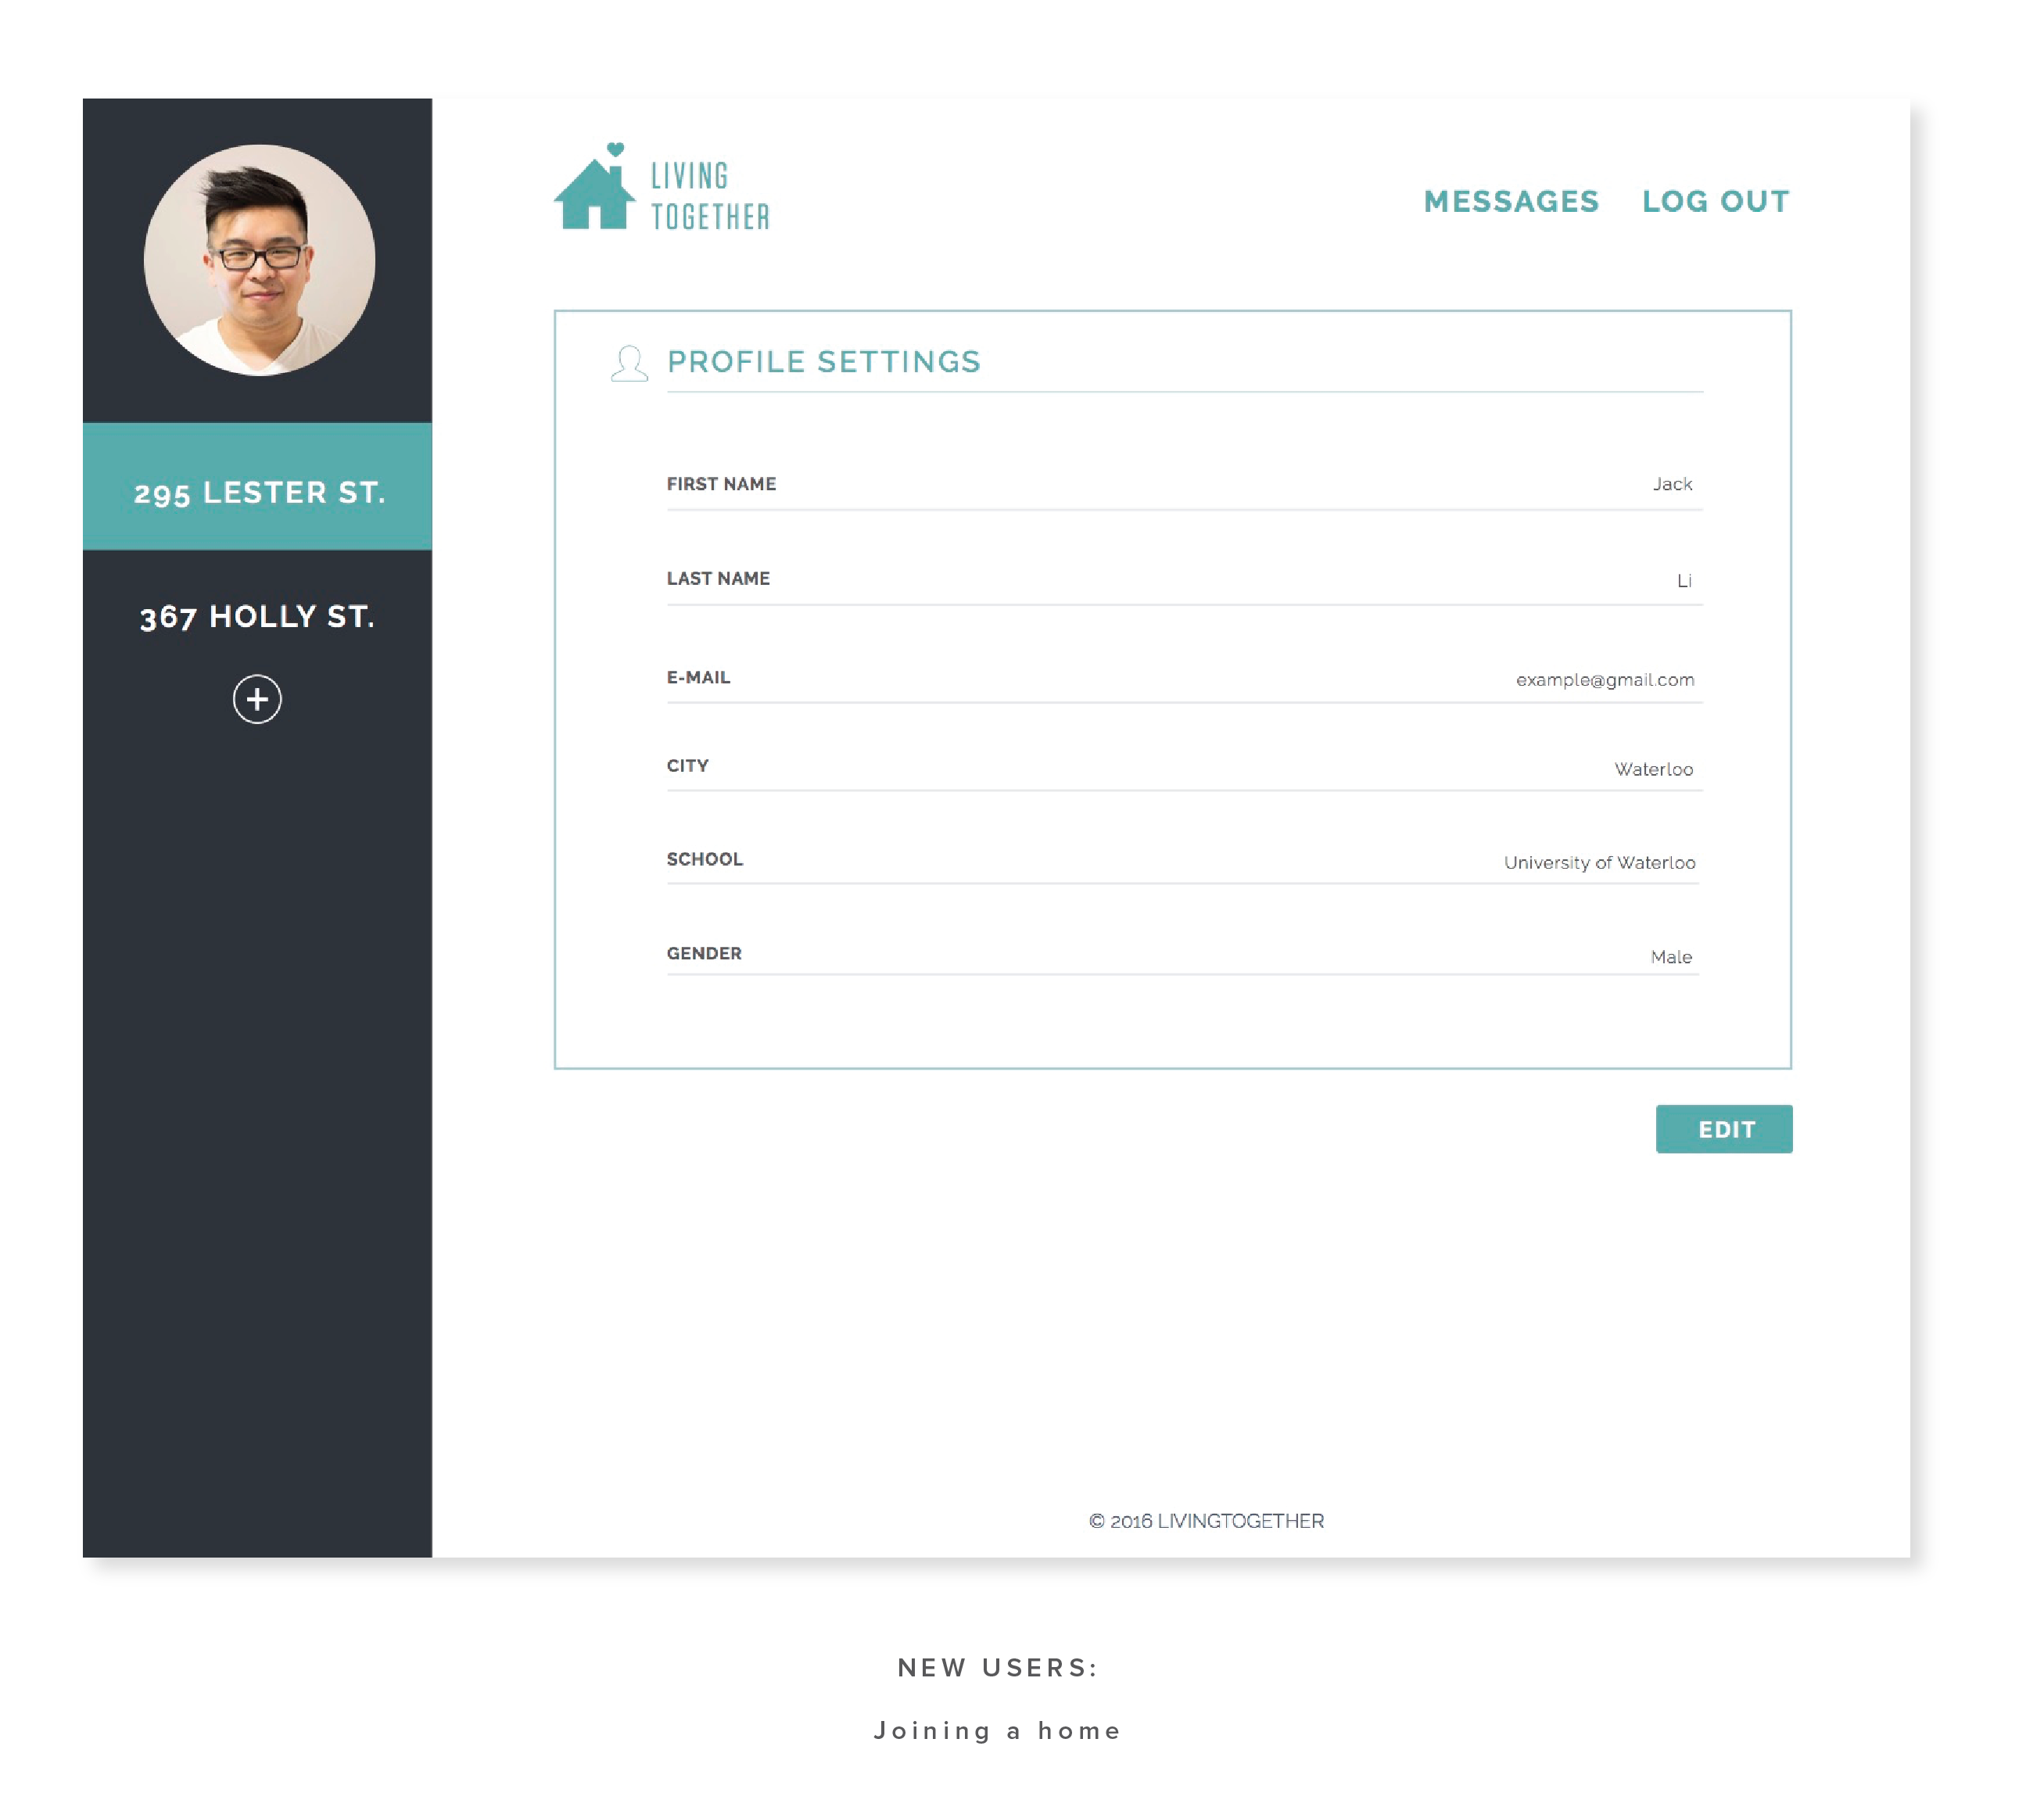 LIVING
TOGETHER
MESSAGES LOG OUT
295 LESTER ST.
367 HOLLY ST.
PROFILE SETTINGS
FIRST NAME Jack
LAST NAME Li
E-MAIL example@gmail.com
CITY Waterloo
SCHOOL University of Waterloo
GENDER Male
EDIT
© 2016 LIVINGTOGETHER
NEW USERS:
Joining a home